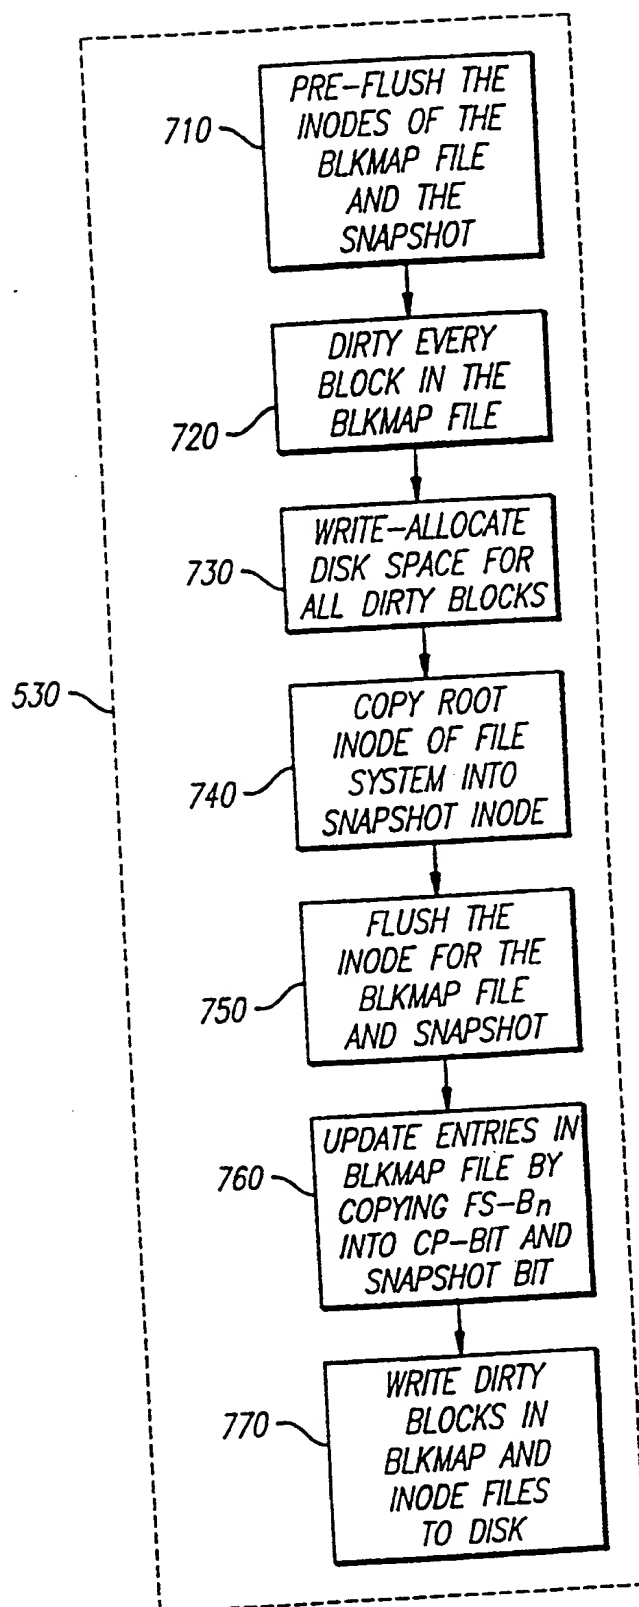 710
PRE-FLUSH THE
INODES OF THE
BLKMAP FILE
AND THE
SNAPSHOT
720
DIRTY EVERY
BLOCK IN THE
BLKMAP FILE
730
WRITE-ALLOCATE
DISK SPACE FOR
ALL DIRTY BLOCKS
530
740
COPY ROOT
INODE OF FILE
SYSTEM INTO
SNAPSHOT INODE
750
FLUSH THE
INODE FOR THE
BLKMAP FILE
AND SNAPSHOT
760
UPDATE ENTRIES IN
BLKMAP FILE BY
COPYING FS-Bn
INTO CP-BIT AND
SNAPSHOT BIT
770
WRITE DIRTY
BLOCKS IN
BLKMAP AND
INODE FILES
TO DISK